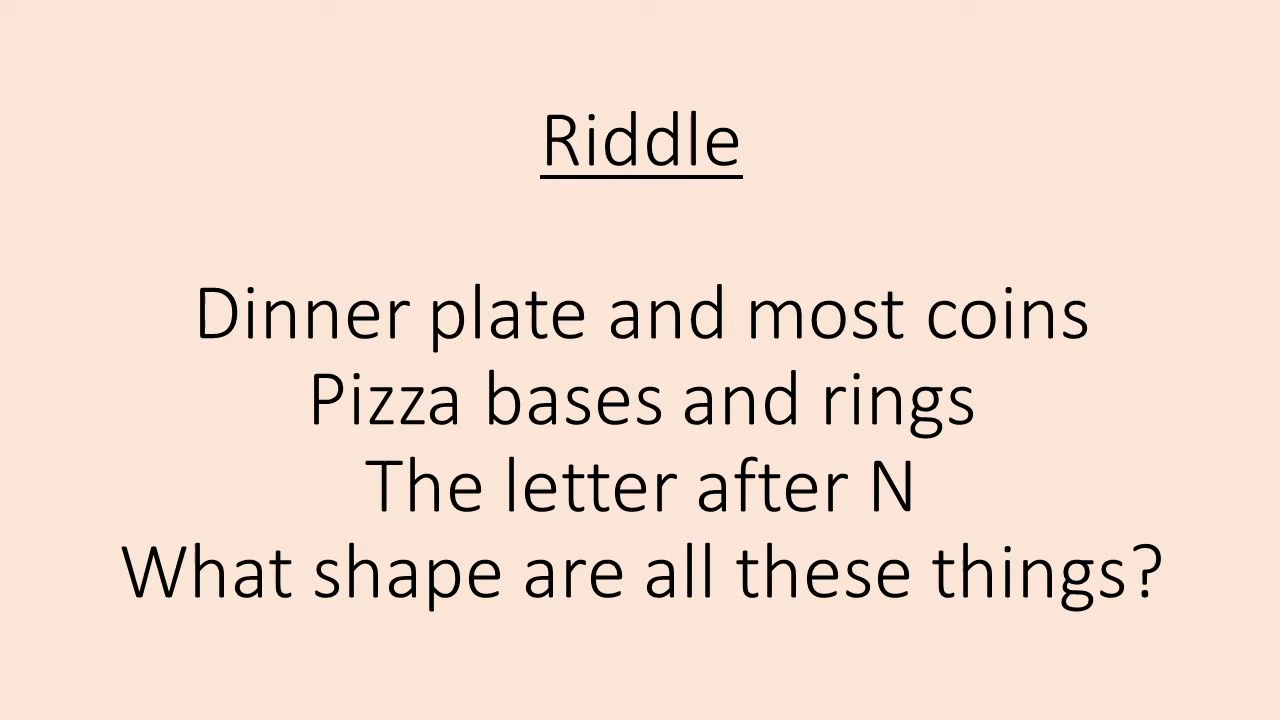 Riddle
Dinner plate and most coins
Pizza bases and rings
The letter after N
What shape are all these things?